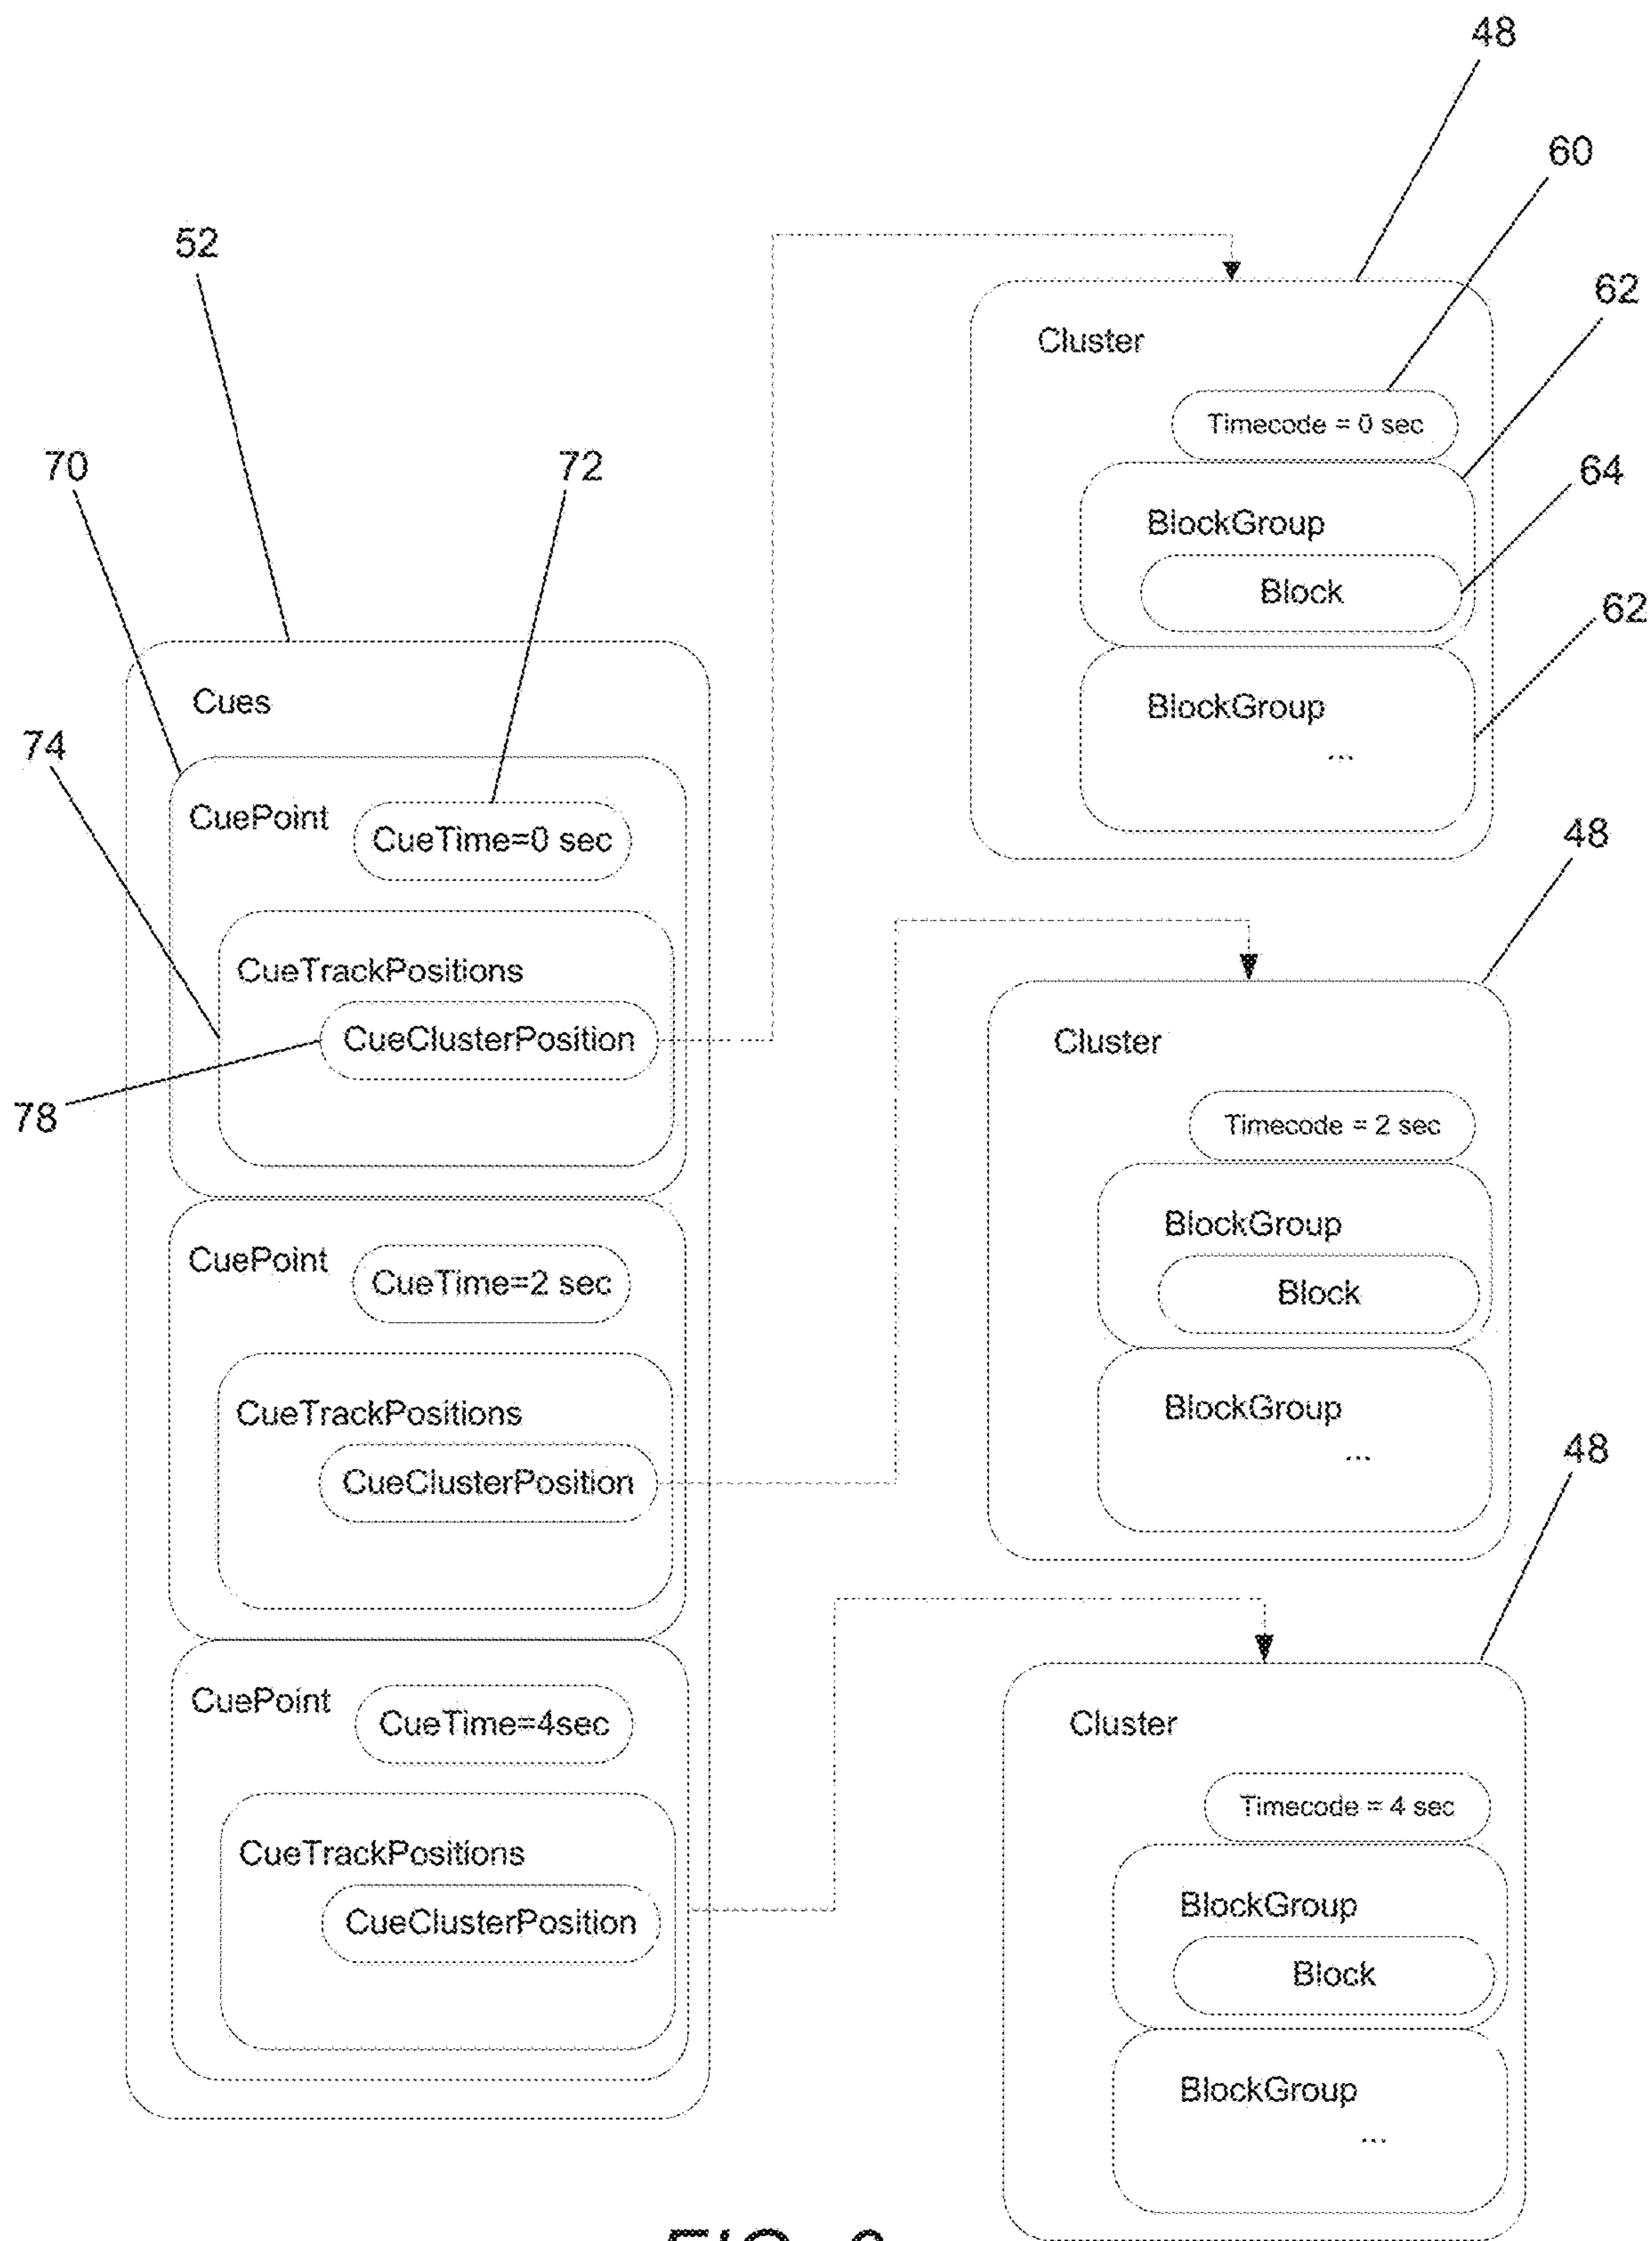 48
60
52
62
Cluster
Timecode = 0 sec
70
72
64
BlockGroup
Block
62
Cues
BlockGroup
...
74
CuePoint
CueTime=0 sec
48
CueTrackPositions
CueClusterPosition
Cluster
78
Timecode = 2 sec
BlockGroup
CuePoint
CueTime=2 sec
Block
CueTrackPositions
BlockGroup
...
48
CueClusterPosition
CuePoint
CueTime=4sec
Cluster
Timecode = 4 sec
CueTrackPositions
BlockGroup
CueClusterPosition
Block
BlockGroup
...